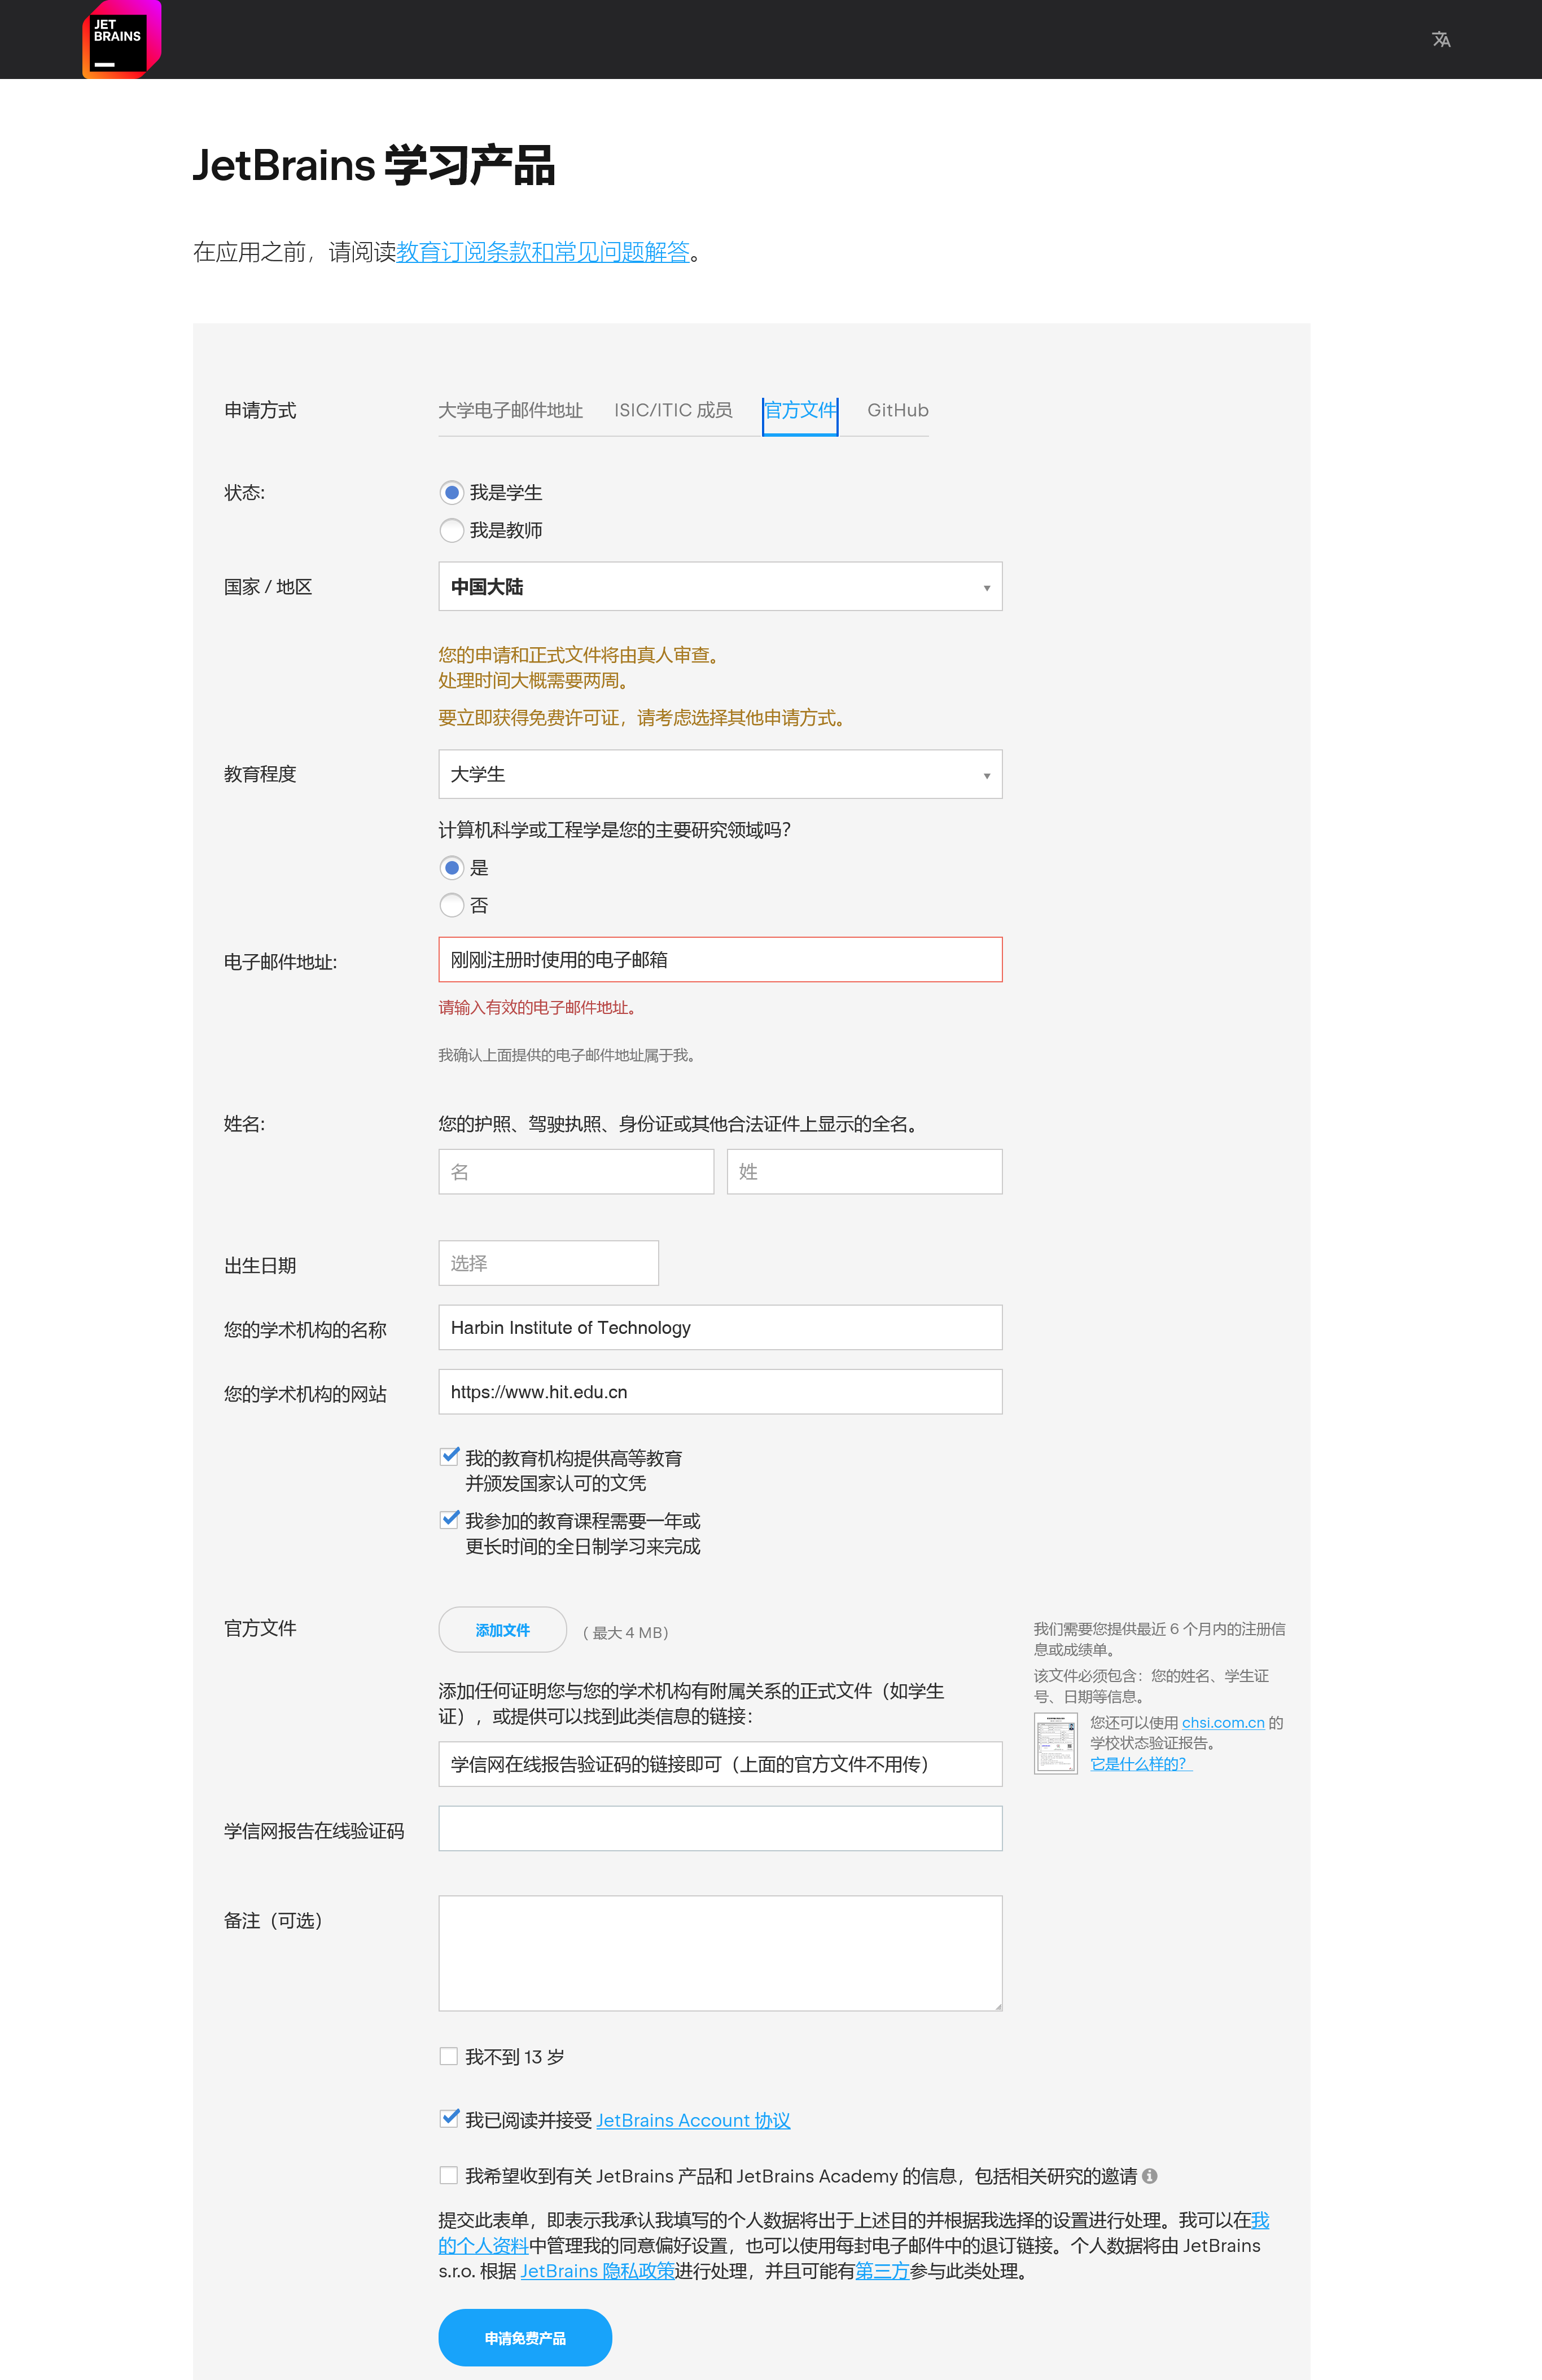 JET
BRAINS
JetBrains 学习产品
在应用之前，请阅读教育订阅条款和常见问题解答。
申请方式
大学电子邮件地址 ISIC/ITIC 成员 官方文件 GitHub
状态:
我是学生
我是教师
国家 / 地区
中国大陆
您的申请和正式文件将由真人审查。
处理时间大概需要两周。
要立即获得免费许可证，请考虑选择其他申请方式。
教育程度
大学生
计算机科学或工程学是您的主要研究领域吗？
是
否
电子邮件地址:
刚刚注册时使用的电子邮箱
请输入有效的电子邮件地址。
我确认上面提供的电子邮件地址属于我。
姓名:
您的护照、驾驶执照、身份证或其他合法证件上显示的全名。
名 姓
出生日期
选择
您的学术机构的名称
Harbin Institute of Technology
您的学术机构的网站
https://www.hit.edu.cn
我的教育机构提供高等教育
并颁发国家认可的文凭
我参加的教育课程需要一年或
更长时间的全日制学习来完成
官方文件
添加文件 （ 最大 4 MB）
添加任何证明您与您的学术机构有附属关系的正式文件（如学生
证），或提供可以找到此类信息的链接：
学信网在线报告验证码的链接即可（上面的官方文件不用传）
我们需要您提供最近 6 个月内的注册信
息或成绩单。
该文件必须包含：您的姓名、学生证
号、日期等信息。
您还可以使用 chsi.com.cn 的
学校状态验证报告。
它是什么样的？
学信网报告在线验证码
备注（可选）
我不到 13 岁
我已阅读并接受 JetBrains Account 协议
我希望收到有关 JetBrains 产品和 JetBrains Academy 的信息，包括相关研究的邀请
提交此表单，即表示我承认我填写的个人数据将出于上述目的并根据我选择的设置进行处理。我可以在我
的个人资料中管理我的同意偏好设置，也可以使用每封电子邮件中的退订链接。个人数据将由 JetBrains
s.r.o. 根据 JetBrains 隐私政策进行处理，并且可能有第三方参与此类处理。
申请免费产品